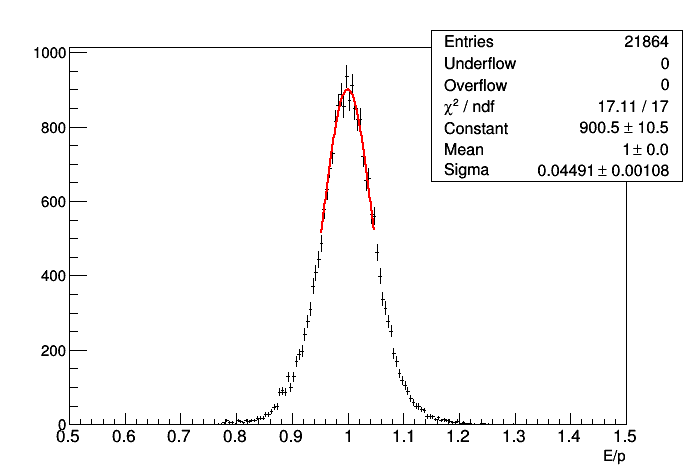 Entries 21864
Underflow 0
Overflow 0
χ² / ndf 17.11 / 17
Constant 900.5 ± 10.5
Mean 1 ± 0.0
Sigma 0.04491 ± 0.00108
1000
800
600
400
200
0
0.5 0.6 0.7 0.8 0.9 1 1.1 1.2 1.3 1.4 1.5
E/p